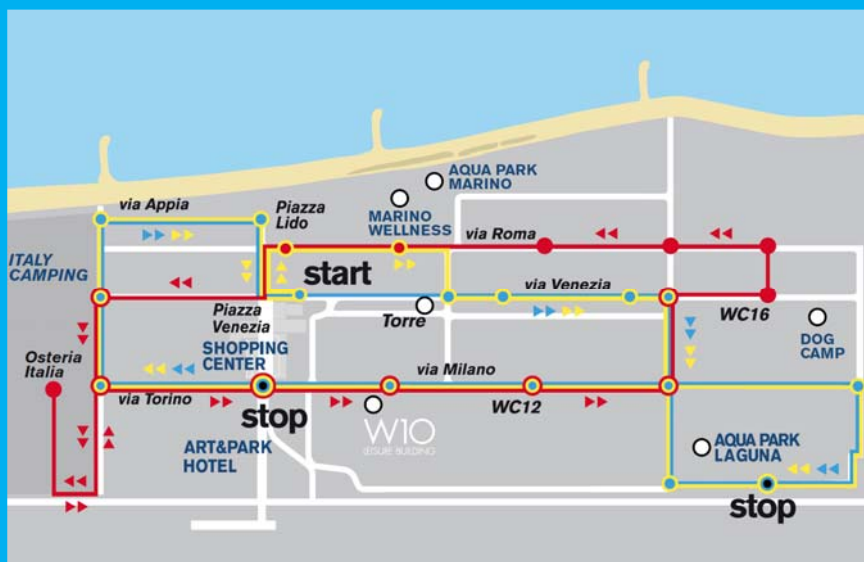 AQUA PARK
MARINO
via Appia
Piazza
Lido
MARINO
WELLNESS
via Roma
ITALY
CAMPING
start
via Venezia
Piazza
Venezia
Torre
WC16
SHOPPING
CENTER
DOG
CAMP
Osteria
Italia
via Milano
via Torino
stop
WC12
W10
LEISURE BUILDING
ART&PARK
HOTEL
AQUA PARK
LAGUNA
stop